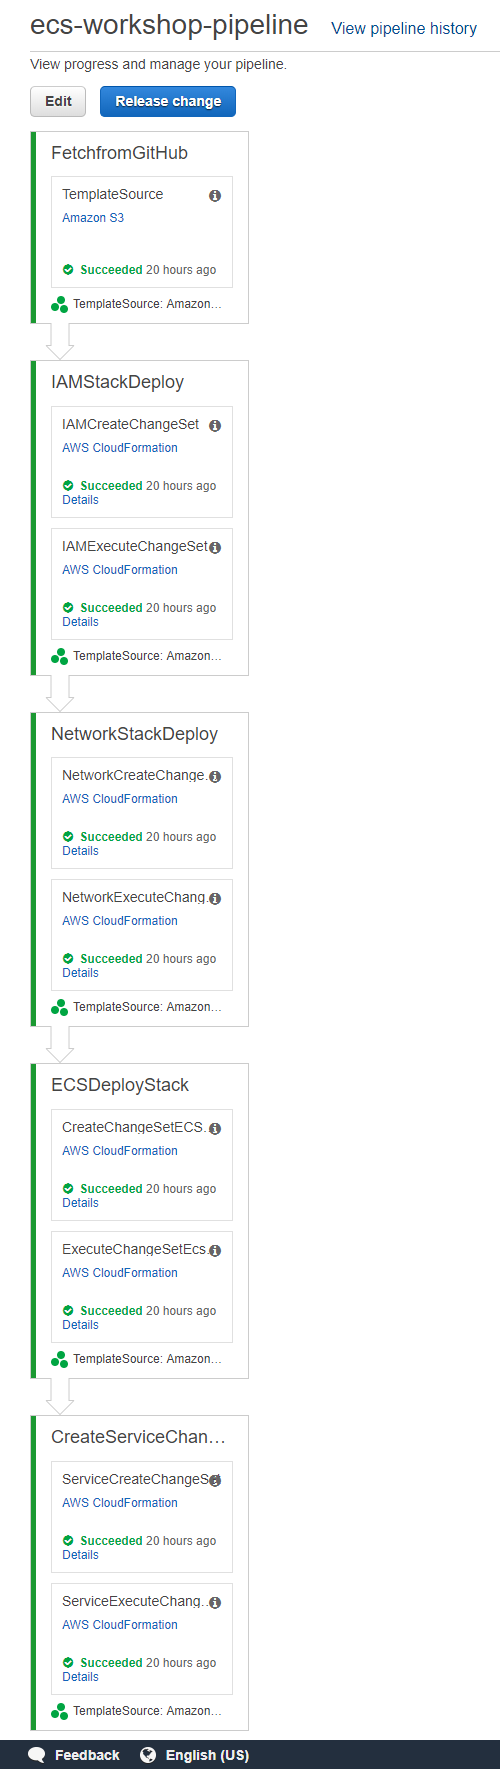 ecs-workshop-pipeline View pipeline history
View progress and manage your pipeline.
Edit Release change
FetchfromGitHub
TemplateSource
Amazon S3
Succeeded 20 hours ago
TemplateSource: Amazon...
IAMStackDeploy
IAMCreateChangeSet
AWS CloudFormation
Succeeded 20 hours ago
Details
IAMExecuteChangeSet
AWS CloudFormation
Succeeded 20 hours ago
Details
TemplateSource: Amazon...
NetworkStackDeploy
NetworkCreateChange..
AWS CloudFormation
Succeeded 20 hours ago
Details
NetworkExecuteChang..
AWS CloudFormation
Succeeded 20 hours ago
Details
TemplateSource: Amazon...
ECSDeployStack
CreateChangeSetECS..
AWS CloudFormation
Succeeded 20 hours ago
Details
ExecuteChangeSetEcs..
AWS CloudFormation
Succeeded 20 hours ago
Details
TemplateSource: Amazon...
CreateServiceChan...
ServiceCreateChangeSet
AWS CloudFormation
Succeeded 20 hours ago
Details
ServiceExecuteChang...
AWS CloudFormation
Succeeded 20 hours ago
Details
TemplateSource: Amazon...
Feedback English (US)